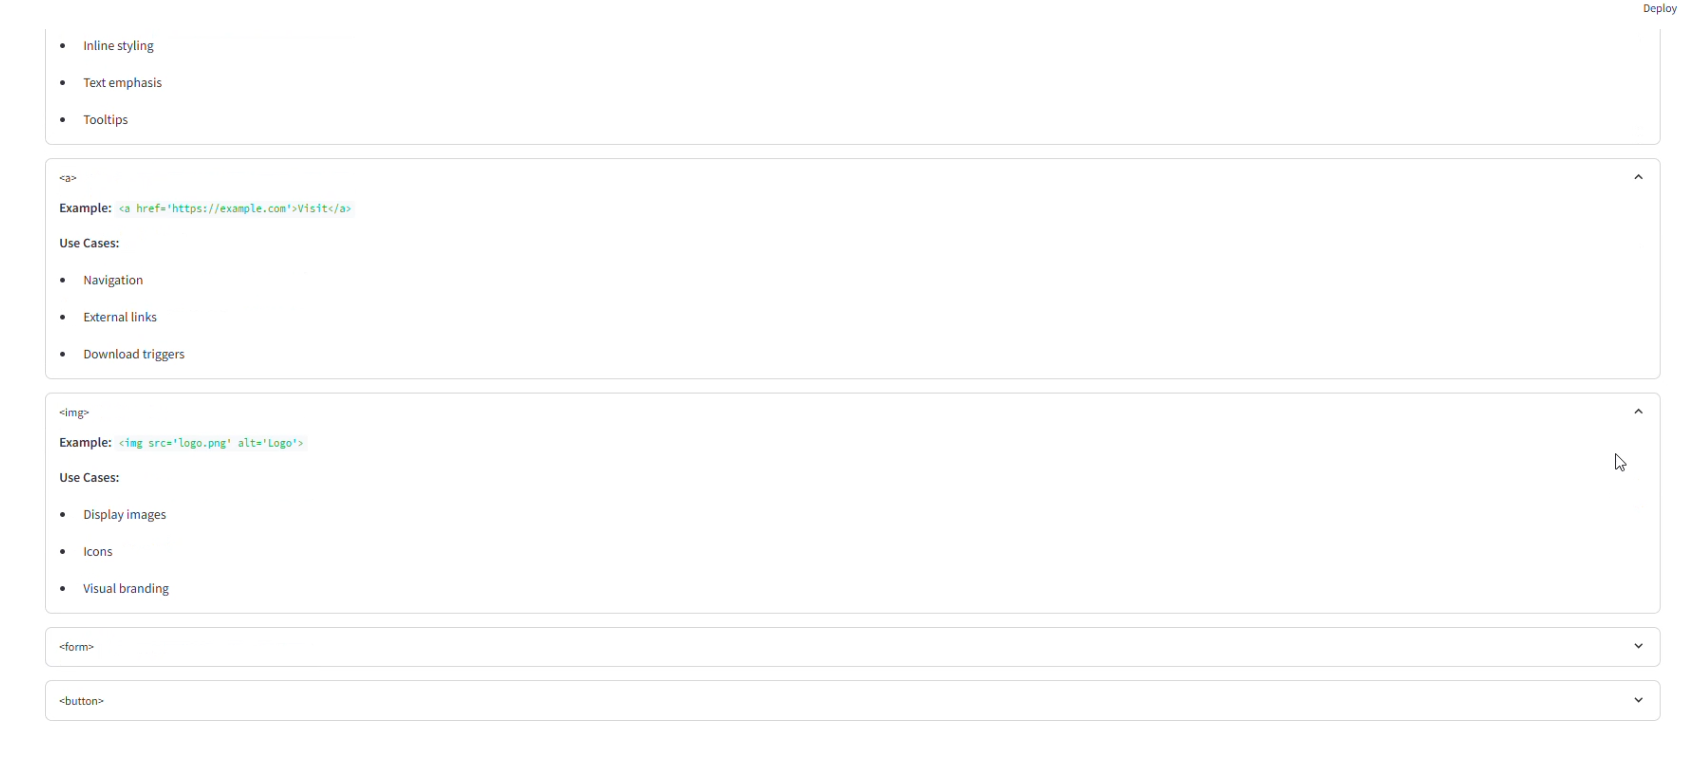 Deploy
Inline styling
Text emphasis
Tooltips
<a>
Example: <a href='https://example.com'>Visit</a>
Use Cases:
Navigation
External links
Download triggers
<img>
Example: <img src='logo.png' alt='Logo'>
Use Cases:
Display images
Icons
Visual branding
<form>
<button>